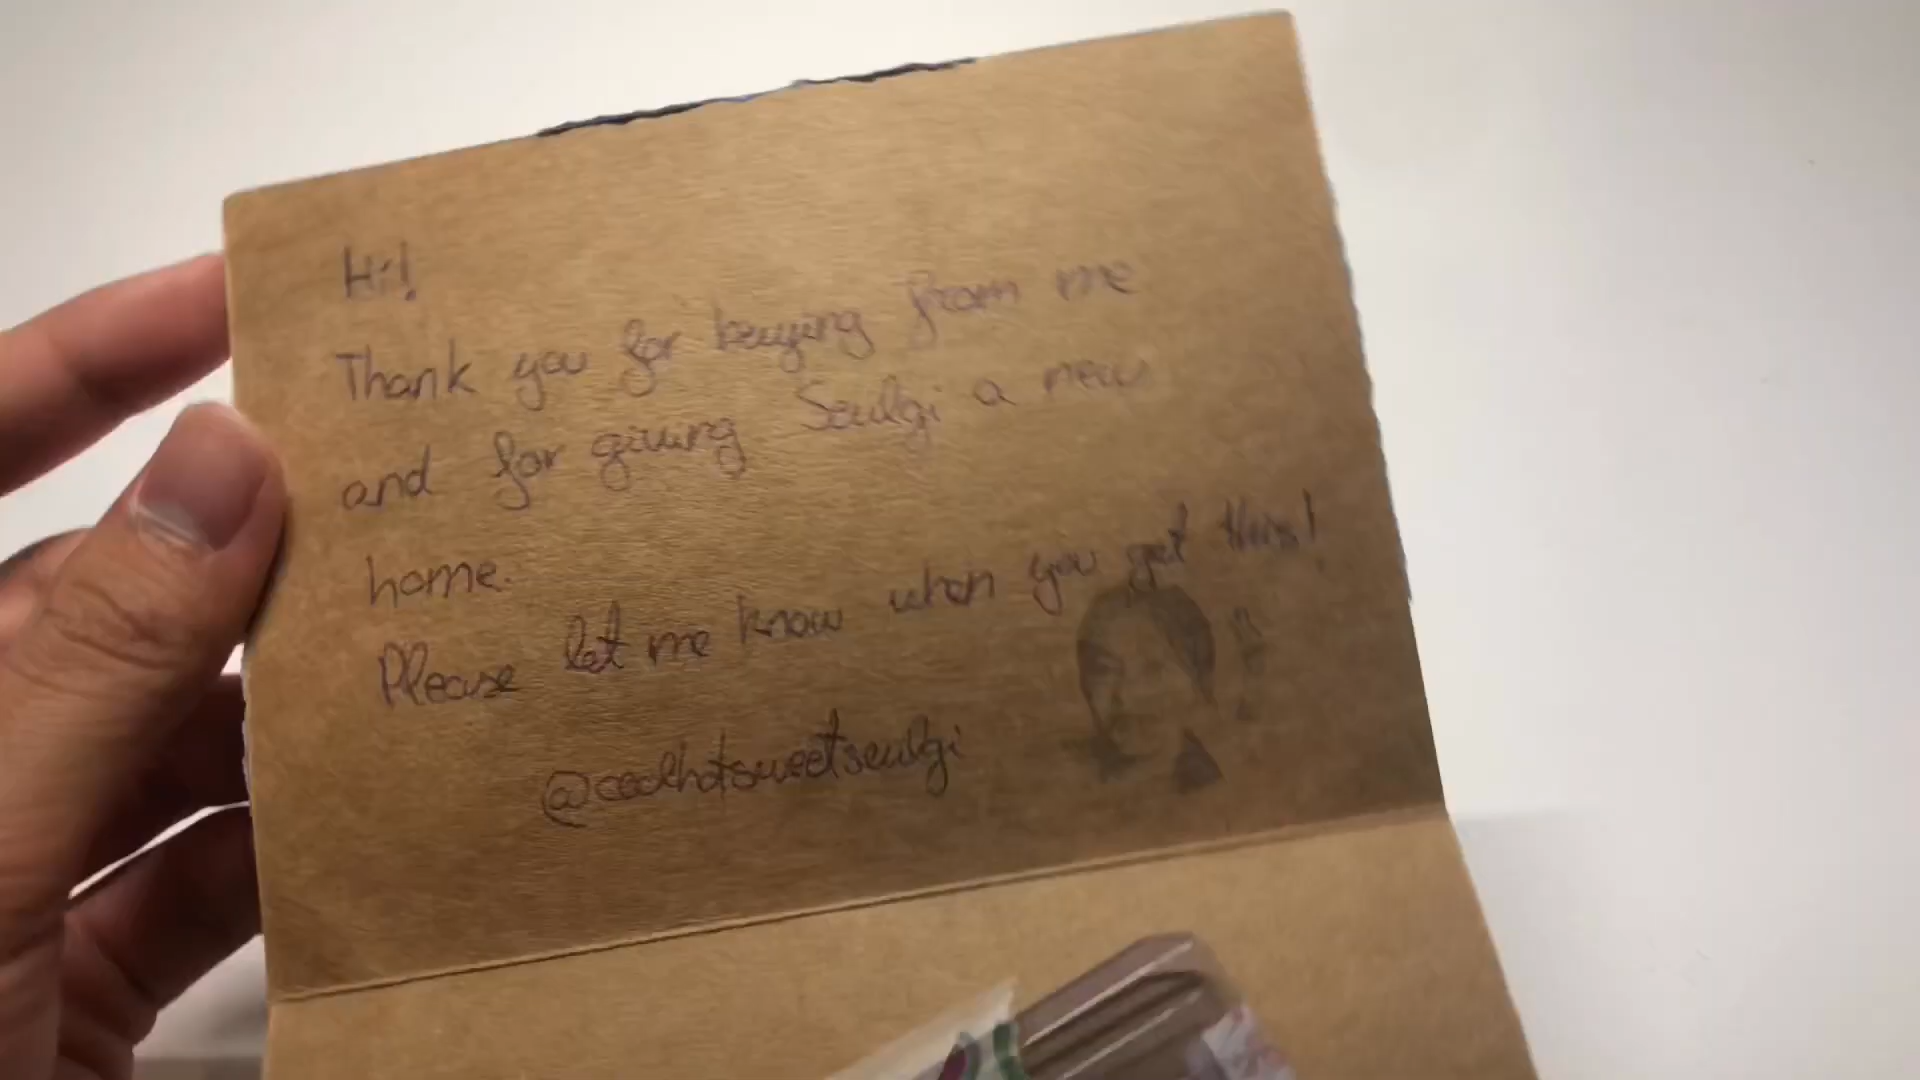 Hi!
Thank you for buying from me
and for giving Seulgi a new
home.
Please let me know when you get this!
@coolhotsweetseulgi